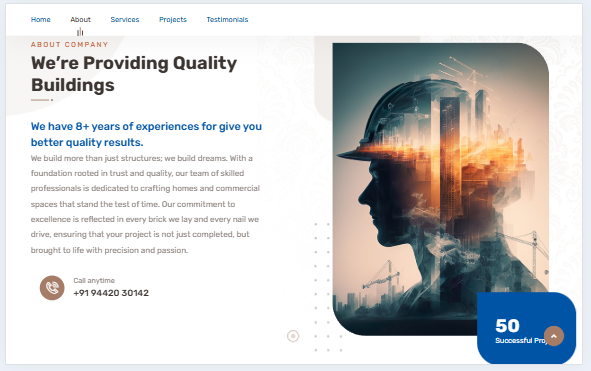 Home About Services Projects Testimonials
ABOUT COMPANY
We're Providing Quality
Buildings
We have 8+ years of experiences for give you
better quality results.
We build more than just structures; we build dreams. With a
foundation rooted in trust and quality, our team of skilled
professionals is dedicated to crafting homes and commercial
spaces that stand the test of time. Our commitment to
excellence is reflected in every brick we lay and every nail we
drive, ensuring that your project is not just completed, but
brought to life with precision and passion.
Call anytime
+91 94420 30142
50
Successful